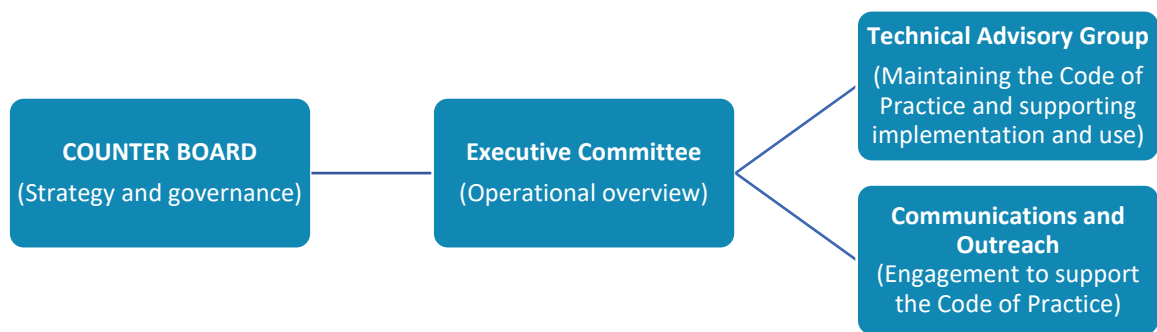 COUNTER BOARD
(Strategy and governance)
Executive Committee
(Operational overview)
Technical Advisory Group
(Maintaining the Code of
Practice and supporting
implementation and use)
Communications and
Outreach
(Engagement to support
the Code of Practice)